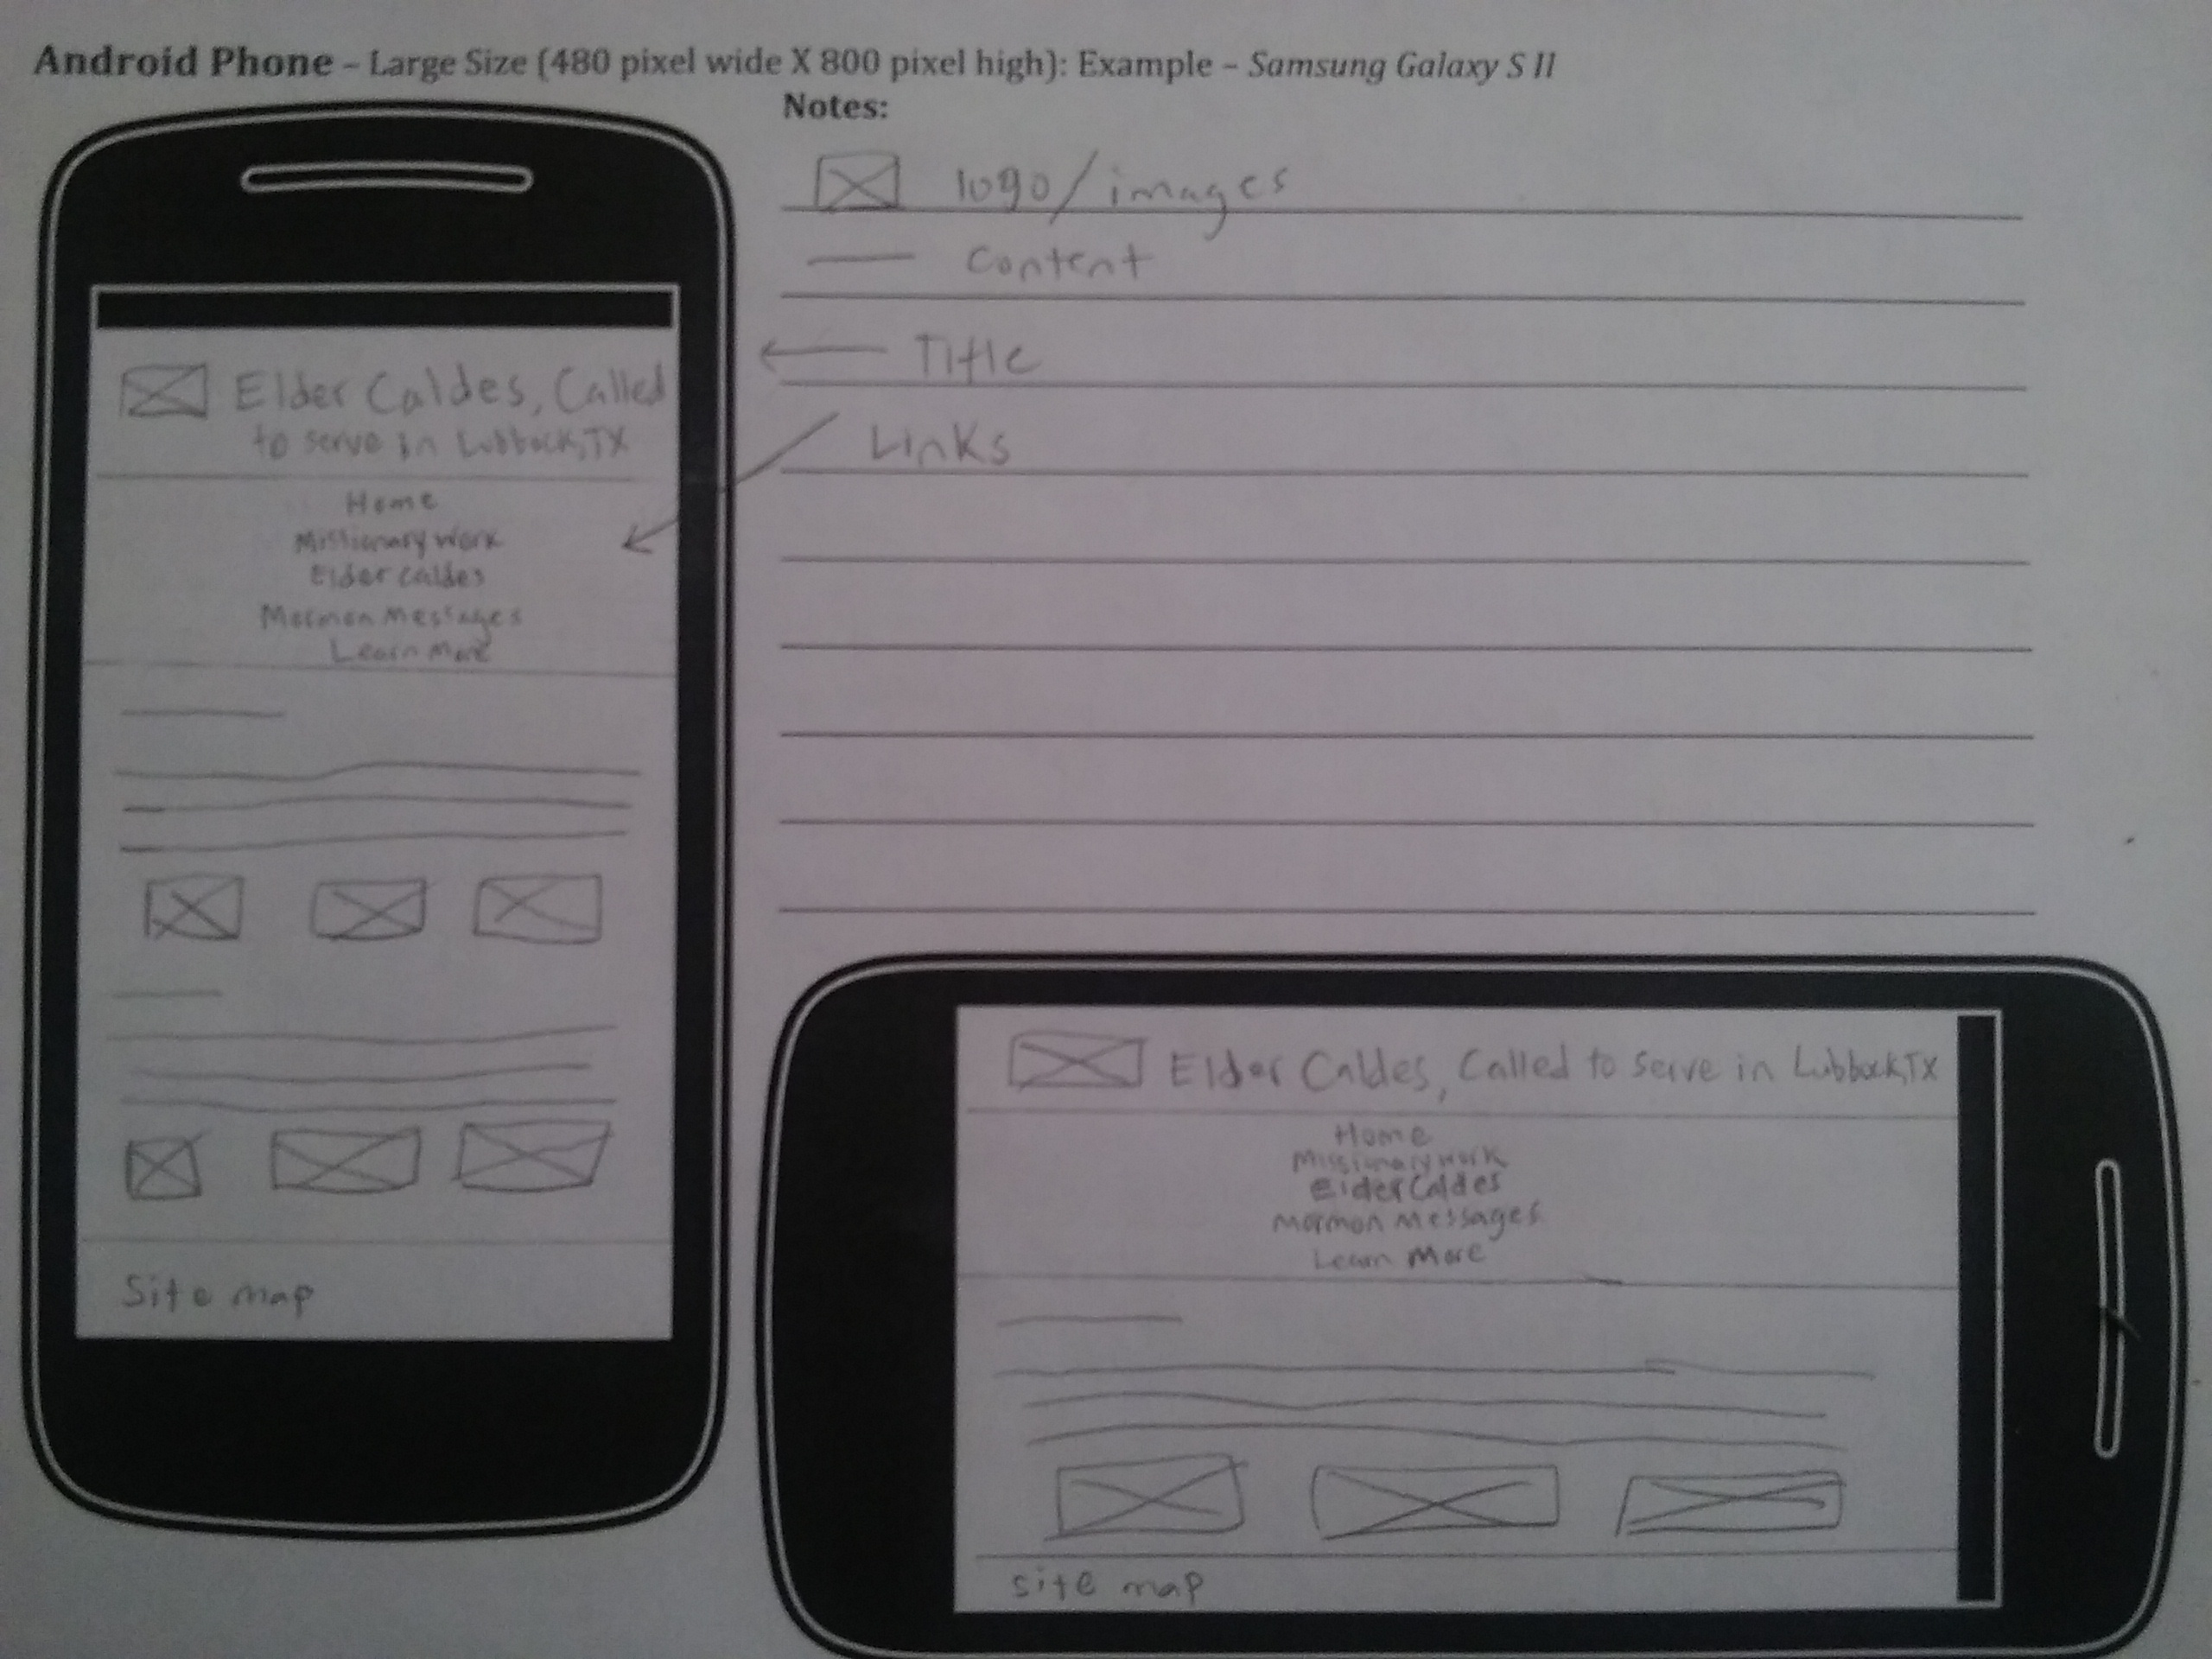 Android Phone – Large Size (480 pixel wide X 800 pixel high): Example – Samsung Galaxy S II
Notes:
logo/images
Content
Title
Links
Elder Caldes, Called
to serve in Lubbock,TX
Home
Missionary Work
Elder Caldes
Mormon Messages
Learn More
Site map
Elder Caldes, Called to serve in Lubbock,TX
Home
Missionary Work
Elder Caldes
Mormon Messages
Learn More
site map